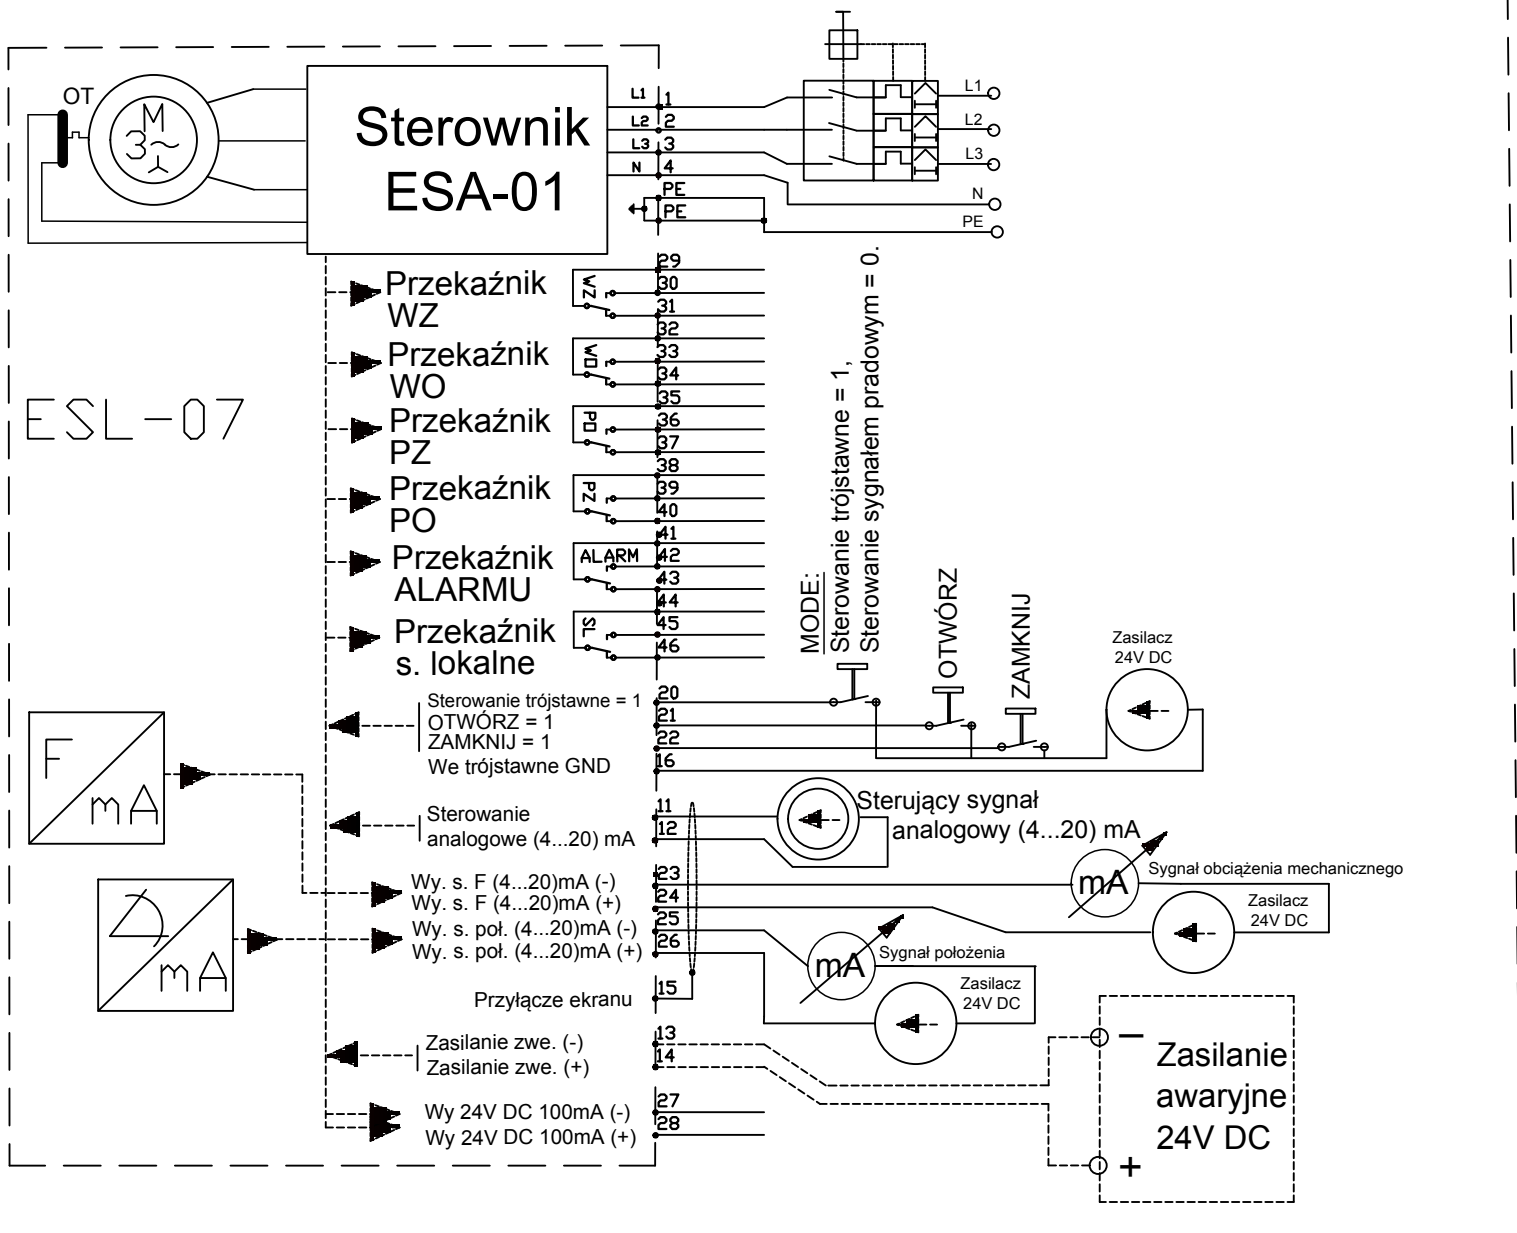 OT
M
3~
Sterownik
ESA-01
L1 1
L2 2
L3 3
N 4
PE
PE
L1
L2
L3
N
PE
ESL-07
Przekaźnik
WZ
WZ
29
30
31
Przekaźnik
WO
WO
32
33
34
Przekaźnik
PZ
PO
35
36
37
Przekaźnik
PO
PZ
38
39
40
Przekaźnik
ALARMU
ALARM
41
42
43
Przekaźnik
s. lokalne
SL
44
45
46
MODE:
Sterowanie trójstawne = 1,
Sterowanie sygnałem pradowym = 0.
OTWÓRZ
ZAMKNIJ
Zasilacz
24V DC
Sterowanie trójstawne = 1 20
OTWÓRZ = 1 21
ZAMKNIJ = 1 22
We trójstawne GND 16
F
mA
Sterowanie 11
analogowe (4...20) mA 12
Sterujący sygnał
analogowy (4...20) mA
Wy. s. F (4...20)mA (-) 23
Wy. s. F (4...20)mA (+) 24
Wy. s. poł. (4...20)mA (-) 25
Wy. s. poł. (4...20)mA (+) 26
mA
mA
Sygnał obciążenia mechanicznego
Zasilacz
24V DC
mA
Sygnał położenia
Zasilacz
24V DC
Przyłącze ekranu 15
Zasilanie zwe. (-) 13
Zasilanie zwe. (+) 14
Wy 24V DC 100mA (-) 27
Wy 24V DC 100mA (+) 28
−
Zasilanie
awaryjne
24V DC
+